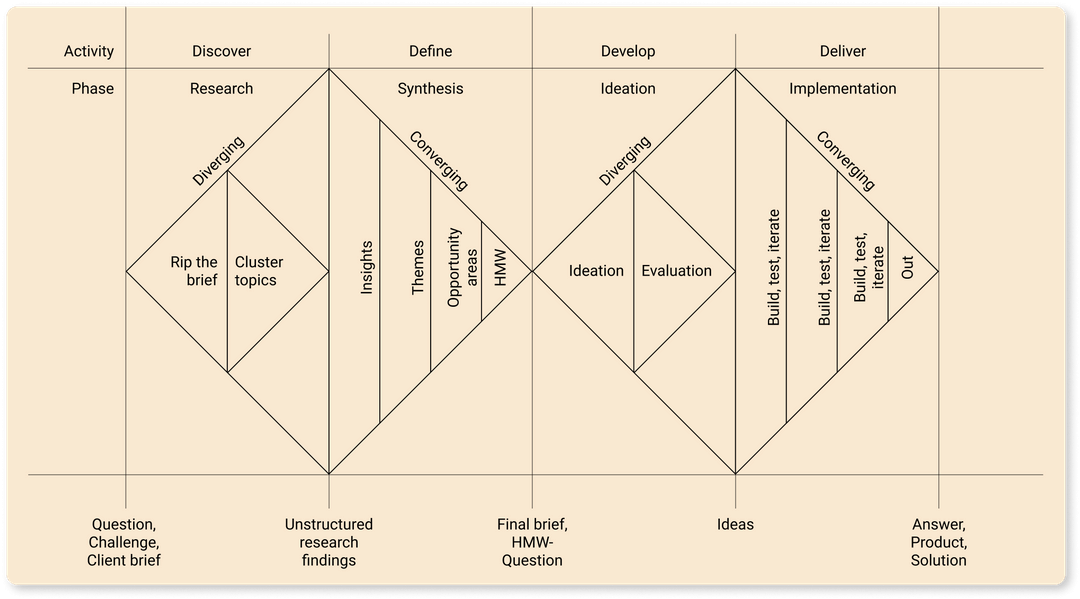 Activity
Discover
Define
Develop
Deliver
Phase
Research
Synthesis
Ideation
Implementation
Diverging
Converging
Diverging
Converging
Rip the
brief
Cluster
topics
Insights
Themes
Opportunity
areas
HMW
Ideation
Evaluation
Build, test, iterate
Build, test, iterate
Build, test,
iterate
Out
Question,
Challenge,
Client brief
Unstructured
research
findings
Final brief,
HMW-
Question
Ideas
Answer,
Product,
Solution